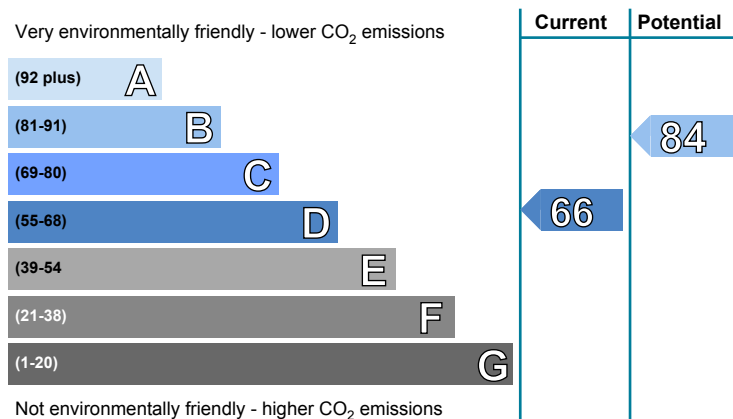 Very environmentally friendly - lower CO₂ emissions
Current Potential
(92 plus) A
(81-91) B
84
(69-80) C
(55-68) D
66
(39-54 E
(21-38) F
(1-20) G
Not environmentally friendly - higher CO₂ emissions